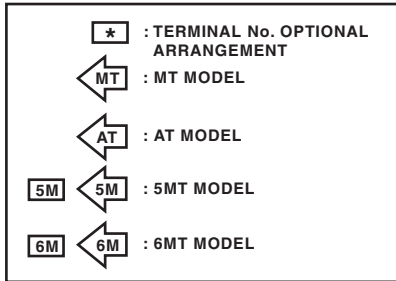 * : TERMINAL No. OPTIONAL
ARRANGEMENT
MT : MT MODEL
AT : AT MODEL
5M 5M : 5MT MODEL
6M 6M : 6MT MODEL